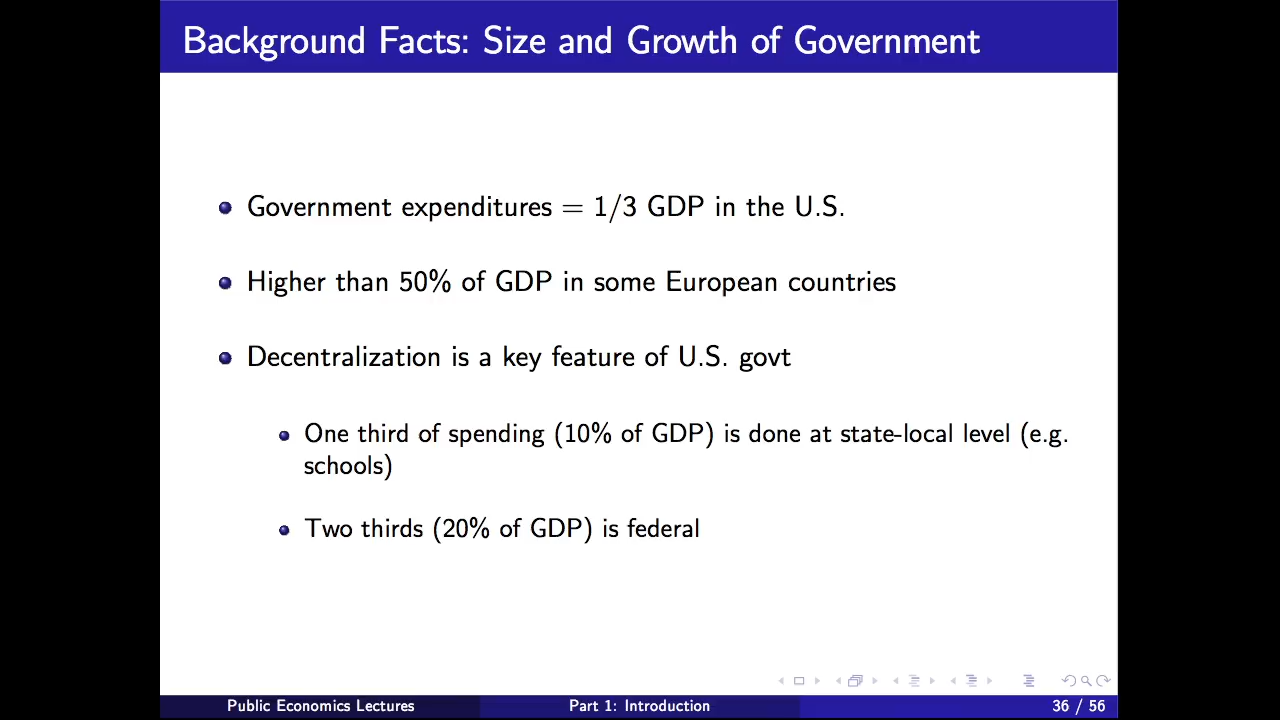 Background Facts: Size and Growth of Government
Government expenditures = 1/3 GDP in the U.S.
Higher than 50% of GDP in some European countries
Decentralization is a key feature of U.S. govt
One third of spending (10% of GDP) is done at state-local level (e.g.
schools)
Two thirds (20% of GDP) is federal
Public Economics Lectures
Part 1: Introduction
36 / 56